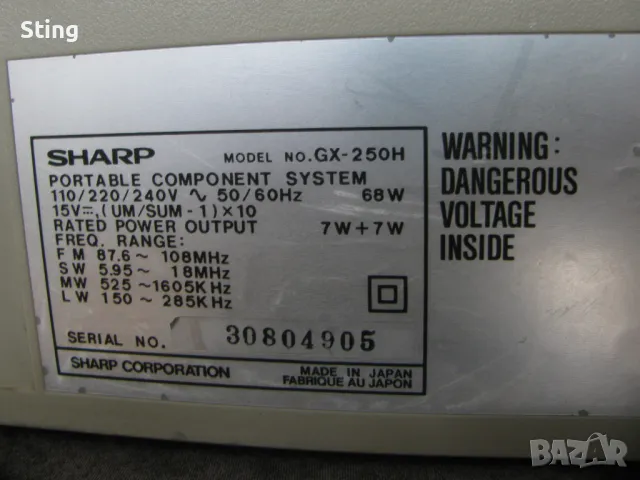 Sting
SHARP MODEL NO. GX-250H
PORTABLE COMPONENT SYSTEM
110/220/240V ∿ 50/60Hz 68W
15V⎓, (UM/SUM-1)×10
RATED POWER OUTPUT 7W+7W
FREQ. RANGE:
FM 87.6~108MHz
SW 5.95~18MHz
MW 525~1605KHz
LW 150~285KHz
SERIAL NO. 30804905
SHARP CORPORATION MADE IN JAPAN
FABRIQUÉ AU JAPON
WARNING:
DANGEROUS
VOLTAGE
INSIDE
BAZAR